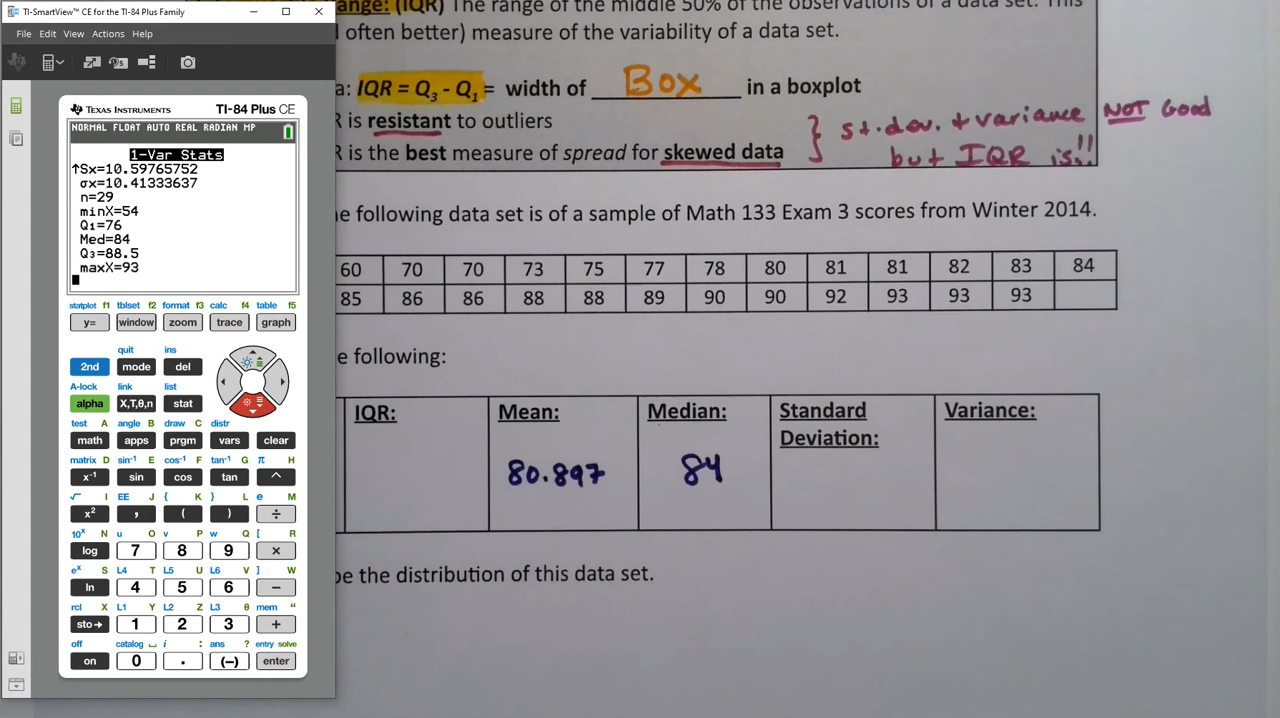 TI-SmartView™ CE for the TI-84 Plus Family
File Edit View Actions Help
TEXAS INSTRUMENTS TI-84 Plus CE
NORMAL FLOAT AUTO REAL RADIAN MP
1-Var Stats
↑Sx=10.59765752
σx=10.41333637
n=29
minX=54
Q₁=76
Med=84
Q₃=88.5
maxX=93
statplot f1 tblset f2 format f3 calc f4 table f5
y= window zoom trace graph
quit ins
2nd mode del
A-lock link list
alpha X,T,θ,n stat
test A angle B draw C distr
math apps prgm vars clear
matrix D sin⁻¹ E cos⁻¹ F tan⁻¹ G π H
x⁻¹ sin cos tan ^
√ I EE J { K } L e M
x² , ( ) ÷
10ˣ N u O v P w Q [ R
log 7 8 9 ×
eˣ S L4 T L5 U L6 V ] W
ln 4 5 6 −
rcl X L1 Y L2 Z L3 θ mem “
sto→ 1 2 3 +
off catalog ⎵ i : ans ? entry solve
on 0 . (−) enter
ange: (IQR) The range of the middle 50% of the observations of a data set. This
often better) measure of the variability of a data set.
a: IQR = Q₃ - Q₁ = width of Box in a boxplot
R is resistant to outliers
R is the best measure of spread for skewed data
} st.dev. + variance NOT Good
but IQR is!!
e following data set is of a sample of Math 133 Exam 3 scores from Winter 2014.
60 70 70 73 75 77 78 80 81 81 82 83 84
85 86 86 88 88 89 90 90 92 93 93 93
e following:
IQR: Mean: Median: Standard Deviation: Variance:
80.897 84
be the distribution of this data set.